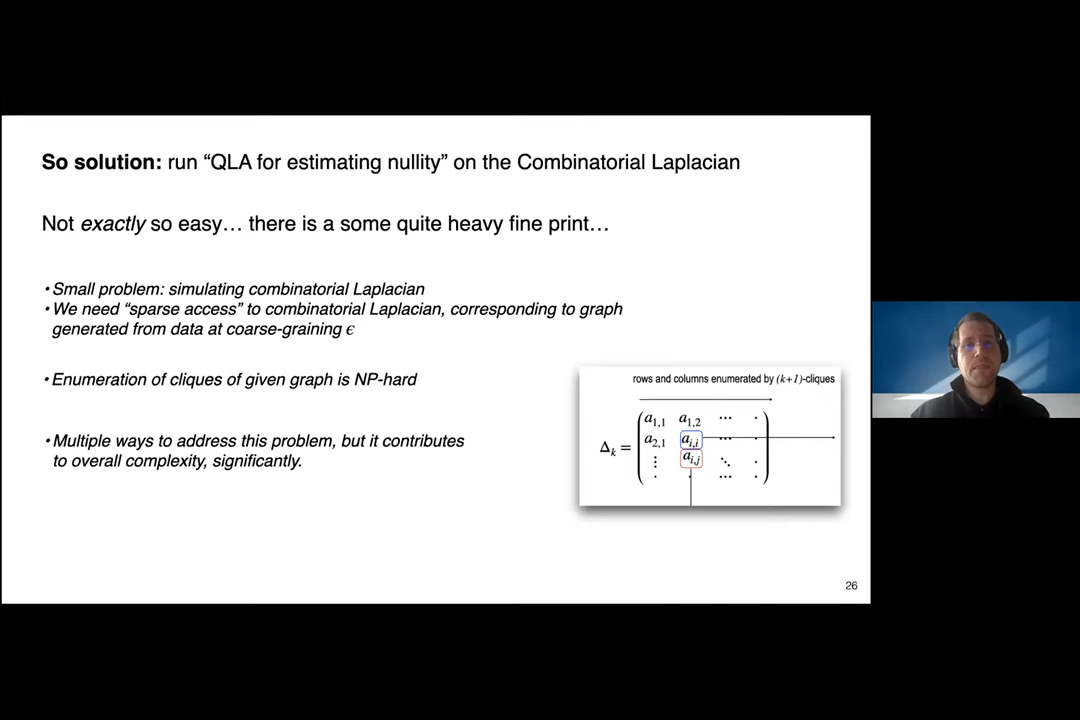 So solution: run “QLA for estimating nullity” on the Combinatorial Laplacian
Not exactly so easy… there is a some quite heavy fine print…
• Small problem: simulating combinatorial Laplacian
• We need “sparse access” to combinatorial Laplacian, corresponding to graph
generated from data at coarse-graining ϵ
• Enumeration of cliques of given graph is NP-hard
• Multiple ways to address this problem, but it contributes
to overall complexity, significantly.
rows and columns enumerated by (k+1)-cliques
a₁,₁ a₁,₂ ⋯ ·
Δₖ = a₂,₁ aᵢ,ᵢ ⋯ ·
⋮ aᵢ,ⱼ ⋱ ·
· · ⋯ ·
26